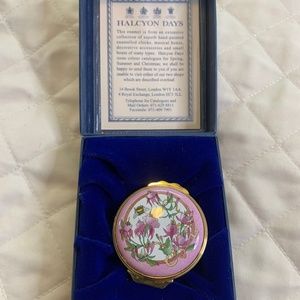 HALCYON DAYS
This enamel is from an extensive
collection of superb hand-painted
enamelled clocks, musical boxes,
decorative accessories and small
boxes of many types. Halcyon Days
issue colour catalogues for Spring,
Summer and Christmas, we shall be
happy to send them to you if you are
unable to visit either of our two shops
which are described overleaf
14 Brook Street, London W1Y 1AA
4 Royal Exchange, London EC3
Telephone for Catalogues and
Mail Orders: 071-629 8811
Facsimile: 071-409